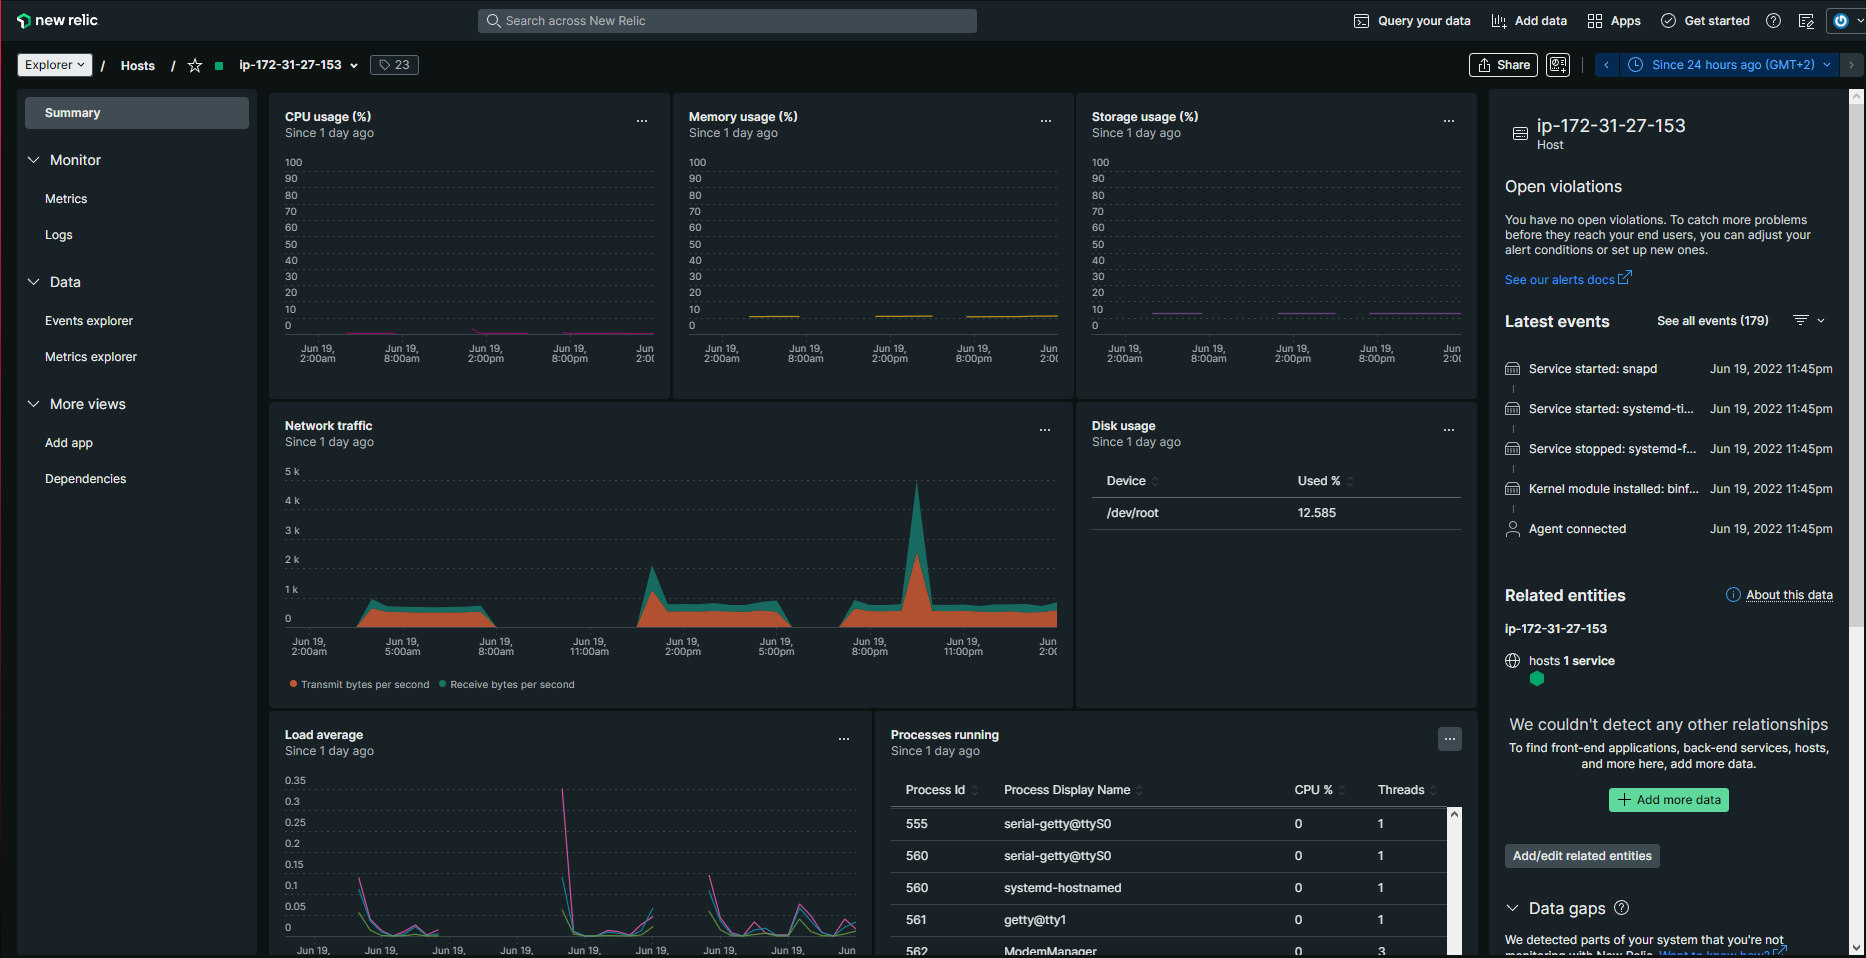 new relic
Search across New Relic
Query your data
Add data
Apps
Get started
Explorer / Hosts / ip-172-31-27-153 23
Share
Since 24 hours ago (GMT+2)
Summary
Monitor
Metrics
Logs
Data
Events explorer
Metrics explorer
More views
Add app
Dependencies
CPU usage (%)
Since 1 day ago
100
90
80
70
60
50
40
30
20
10
0
Jun 19, Jun 19, Jun 19, Jun 19, Jun
2:00am 8:00am 2:00pm 8:00pm 2:0(
Memory usage (%)
Since 1 day ago
100
90
80
70
60
50
40
30
20
10
0
Jun 19, Jun 19, Jun 19, Jun 19, Jun
2:00am 8:00am 2:00pm 8:00pm 2:0(
Storage usage (%)
Since 1 day ago
100
90
80
70
60
50
40
30
20
10
0
Jun 19, Jun 19, Jun 19, Jun 19, Jun
2:00am 8:00am 2:00pm 8:00pm 2:0(
Network traffic
Since 1 day ago
5 k
4 k
3 k
2 k
1 k
0
Jun 19, Jun 19, Jun 19, Jun 19, Jun 19, Jun 19, Jun 19, Jun 19, Jun
2:00am 5:00am 8:00am 11:00am 2:00pm 5:00pm 8:00pm 11:00pm 2:0(
Transmit bytes per second Receive bytes per second
Disk usage
Since 1 day ago
Device Used %
/dev/root 12.585
Load average
Since 1 day ago
0.35
0.3
0.25
0.2
0.15
0.1
0.05
0
Jun 19, Jun 19, Jun 19, Jun 19, Jun 19, Jun 19, Jun 19, Jun 19, Jun
Processes running
Since 1 day ago
Process Id Process Display Name CPU % Threads
555 serial-getty@ttyS0 0 1
560 serial-getty@ttyS0 0 1
560 systemd-hostnamed 0 1
561 getty@tty1 0 1
562 ModemManager 0 3
ip-172-31-27-153
Host
Open violations
You have no open violations. To catch more problems
before they reach your end users, you can adjust your
alert conditions or set up new ones.
See our alerts docs
Latest events See all events (179)
Service started: snapd Jun 19, 2022 11:45pm
Service started: systemd-ti... Jun 19, 2022 11:45pm
Service stopped: systemd-f... Jun 19, 2022 11:45pm
Kernel module installed: binf... Jun 19, 2022 11:45pm
Agent connected Jun 19, 2022 11:45pm
Related entities About this data
ip-172-31-27-153
hosts 1 service
We couldn't detect any other relationships
To find front-end applications, back-end services, hosts,
and more here, add more data.
Add more data
Add/edit related entities
Data gaps
We detected parts of your system that you're not
monitoring with New Relic. Want to know how?